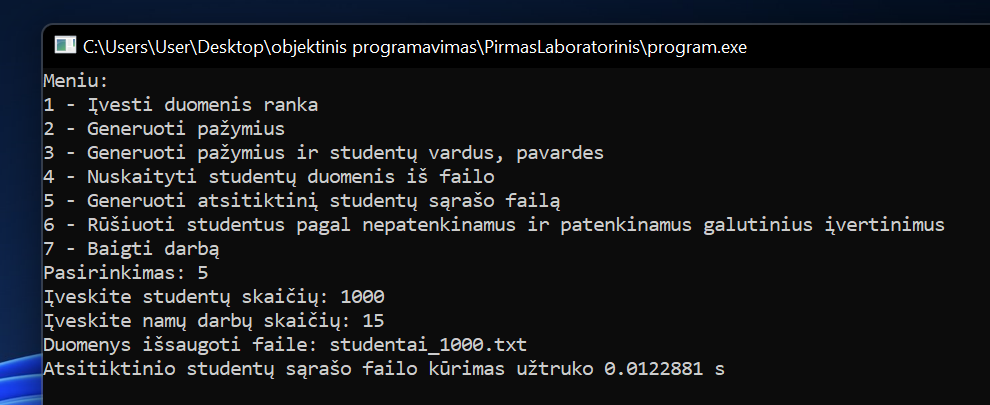 C:\Users\User\Desktop\objektinis programavimas\PirmasLaboratorinis\program.exe
Meniu:
1 - Įvesti duomenis ranka
2 - Generuoti pažymius
3 - Generuoti pažymius ir studentų vardus, pavardes
4 - Nuskaityti studentų duomenis iš failo
5 - Generuoti atsitiktinį studentų sąrašo failą
6 - Rūšiuoti studentus pagal nepatenkinamus ir patenkinamus galutinius įvertinimus
7 - Baigti darbą
Pasirinkimas: 5
Įveskite studentų skaičių: 1000
Įveskite namų darbų skaičių: 15
Duomenys išsaugoti faile: studentai_1000.txt
Atsitiktinio studentų sąrašo failo kūrimas užtruko 0.0122881 s